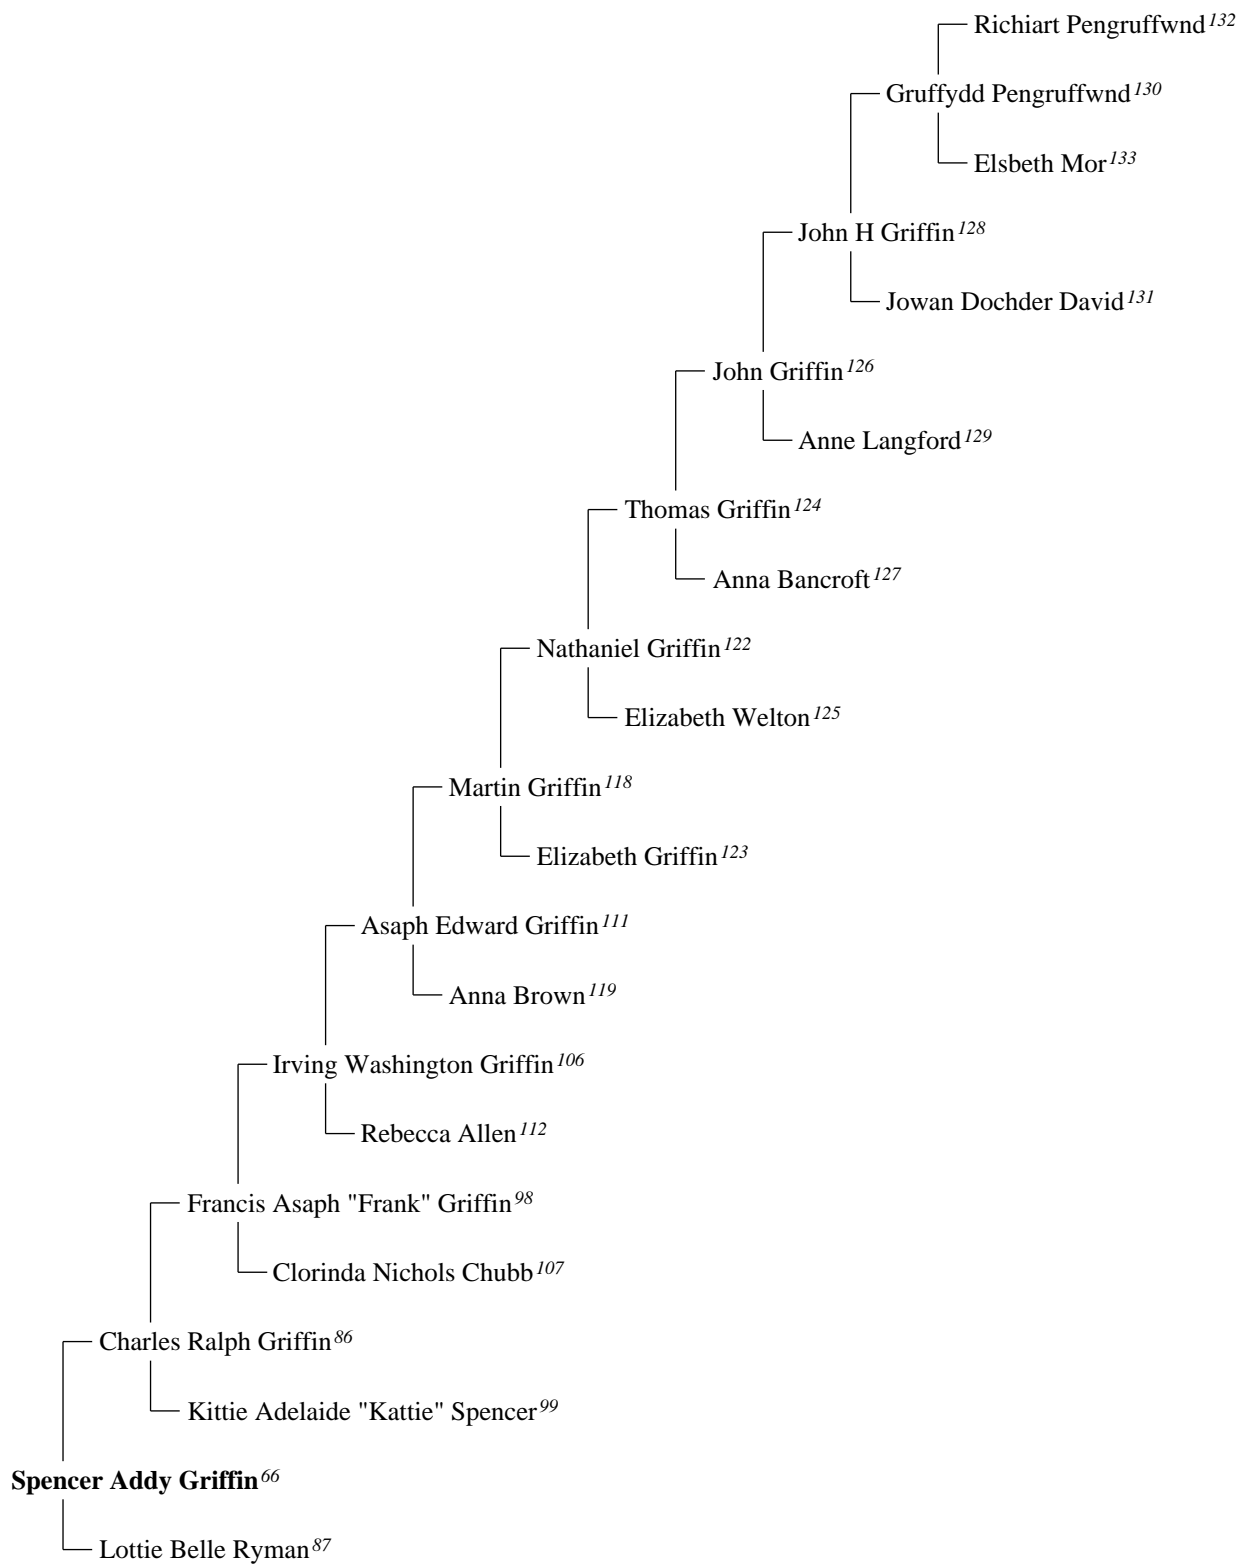 Richiart Pengruffwnd132
Gruffydd Pengruffwnd130
Elsbeth Mor133
John H Griffin128
Jowan Dochder David131
John Griffin126
Anne Langford129
Thomas Griffin124
Anna Bancroft127
Nathaniel Griffin122
Elizabeth Welton125
Martin Griffin118
Elizabeth Griffin123
Asaph Edward Griffin111
Anna Brown119
Irving Washington Griffin106
Rebecca Allen112
Francis Asaph "Frank" Griffin98
Clorinda Nichols Chubb107
Charles Ralph Griffin86
Kittie Adelaide "Kattie" Spencer99
Spencer Addy Griffin66
Lottie Belle Ryman87